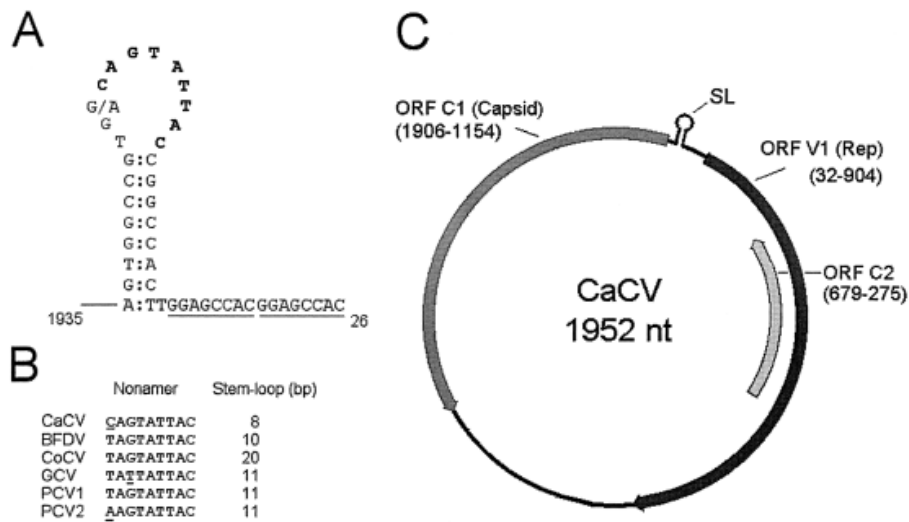 A
G T
A A
C T
G/A T
G A
T C
G:C
C:G
C:G
G:C
G:C
T:A
G:C
A:TTGGAGCCACGGAGCCAC
1935
26
B
Nonamer Stem-loop (bp)
CaCV CAGTATTAC 8
BFDV TAGTATTAC 10
CoCV TAGTATTAC 20
GCV TATTATTAC 11
PCV1 TAGTATTAC 11
PCV2 AAGTATTAC 11
C
SL
ORF C1 (Capsid)
(1906-1154)
ORF V1 (Rep)
(32-904)
ORF C2
(679-275)
CaCV
1952 nt